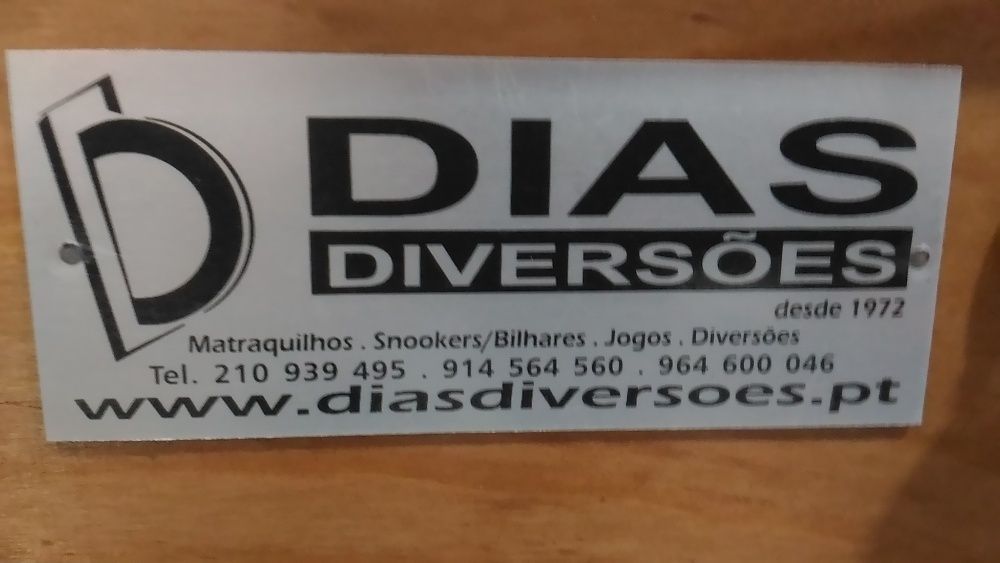 D
DIAS
DIVERSÕES
desde 1972
Matraquilhos . Snookers/Bilhares . Jogos . Diversões
Tel. 210 939 495 . 914 564 560 . 964 600 046
www.diasdiversoes.pt